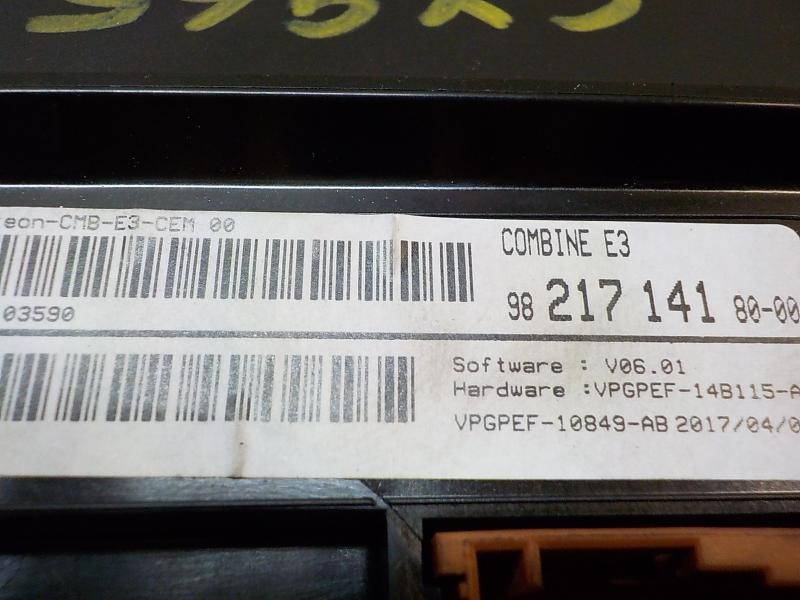 eon-CMB-E3-CEM 00
03590
COMBINE E3
98 217 141 80-00
Software : V06.01
Hardware :VPGPEF-14B115-A
VPGPEF-10849-AB 2017/04/0